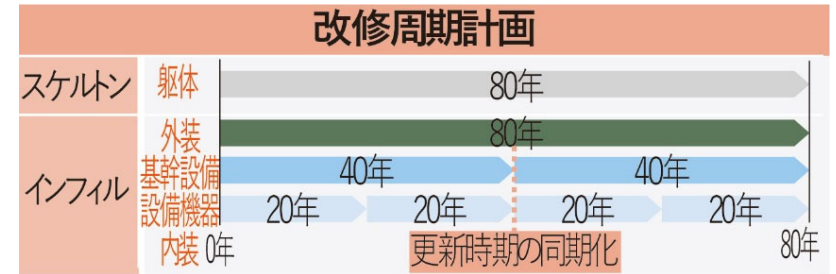 改修周期計画
スケルトン 躯体 80年
インフィル
外装 80年
基幹設備 40年 40年
設備機器 20年 20年 20年 20年
内装 0年 更新時期の同期化 80年